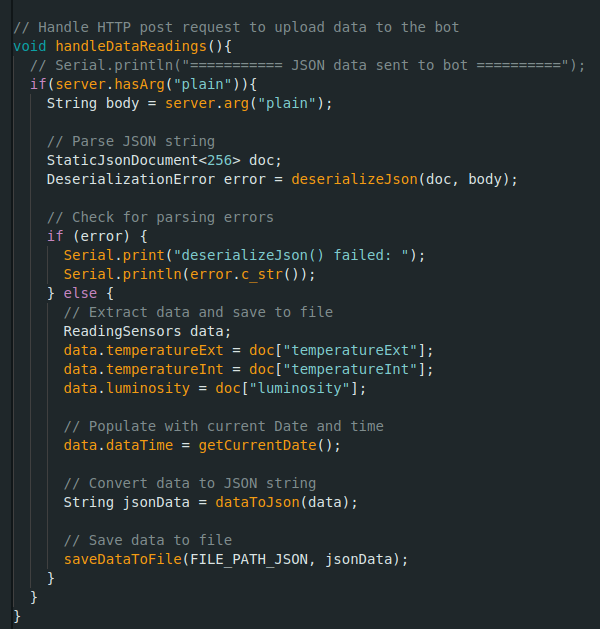 // Handle HTTP post request to upload data to the bot
void handleDataReadings(){
  // Serial.println("=========== JSON data sent to bot ==========");
  if(server.hasArg("plain")){
    String body = server.arg("plain");

    // Parse JSON string
    StaticJsonDocument<256> doc;
    DeserializationError error = deserializeJson(doc, body);

    // Check for parsing errors
    if (error) {
      Serial.print("deserializeJson() failed: ");
      Serial.println(error.c_str());
    } else {
      // Extract data and save to file
      ReadingSensors data;
      data.temperatureExt = doc["temperatureExt"];
      data.temperatureInt = doc["temperatureInt"];
      data.luminosity = doc["luminosity"];

      // Populate with current Date and time
      data.dataTime = getCurrentDate();

      // Convert data to JSON string
      String jsonData = dataToJson(data);

      // Save data to file
      saveDataToFile(FILE_PATH_JSON, jsonData);
    }
  }
}